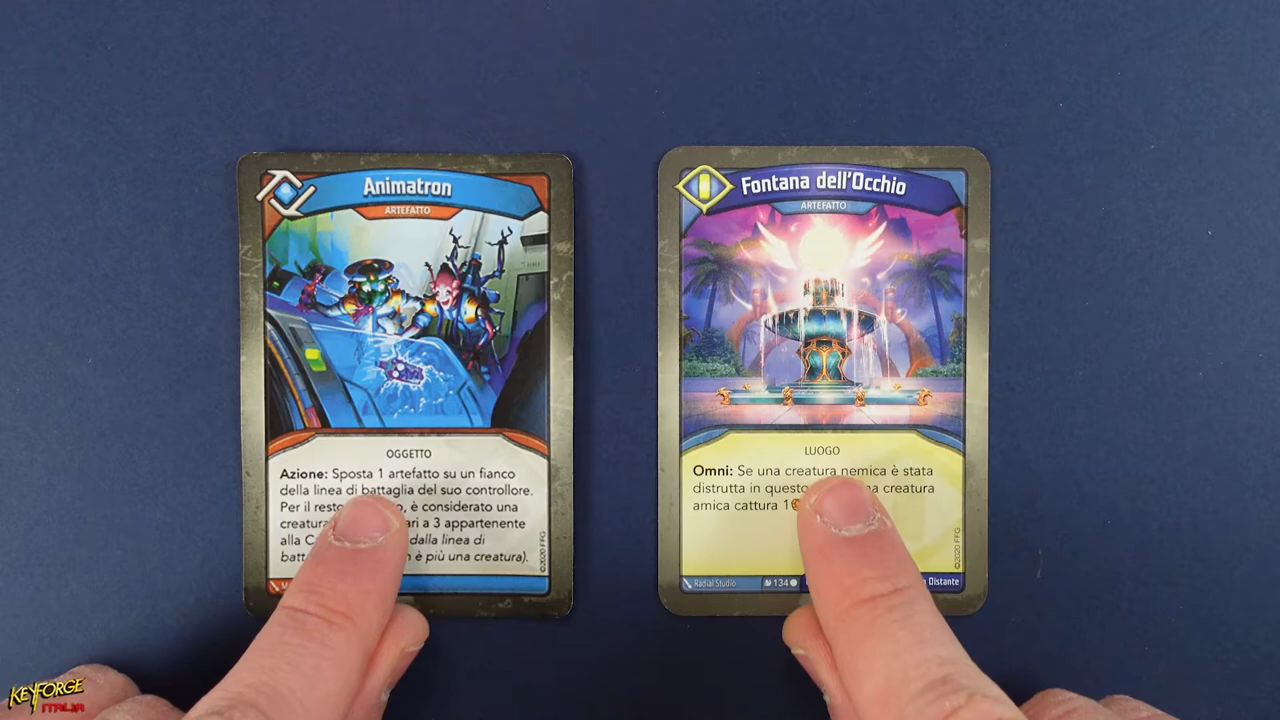 Animatron
ARTEFATTO
OGGETTO
Azione: Sposta 1 artefatto su un fianco
della linea di battaglia del suo controllore.
Per il resto, è considerato una
creatura ari a 3 appartenente
alla C dalla linea di
batt è più una creatura).
©2020 FFG
Fontana dell'Occhio
ARTEFATTO
LUOGO
Omni: Se una creatura nemica è stata
distrutta in questo na creatura
amica cattura 1
©2020 FFG
Radial Studio
134
Distante
KEYFORGE
ITALIA